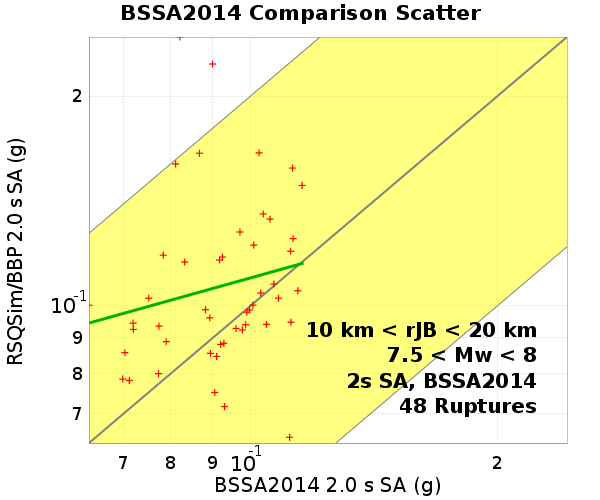 BSSA2014 Comparison Scatter
RSQSim/BBP 2.0 s SA (g)
2
10-1
9
8
7
10 km < rJB < 20 km
7.5 < Mw < 8
2s SA, BSSA2014
48 Ruptures
7 8 9 10-1 2
BSSA2014 2.0 s SA (g)